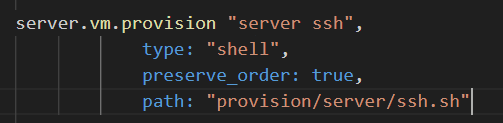 server.vm.provision "server ssh",
type: "shell",
preserve_order: true,
path: "provision/server/ssh.sh"